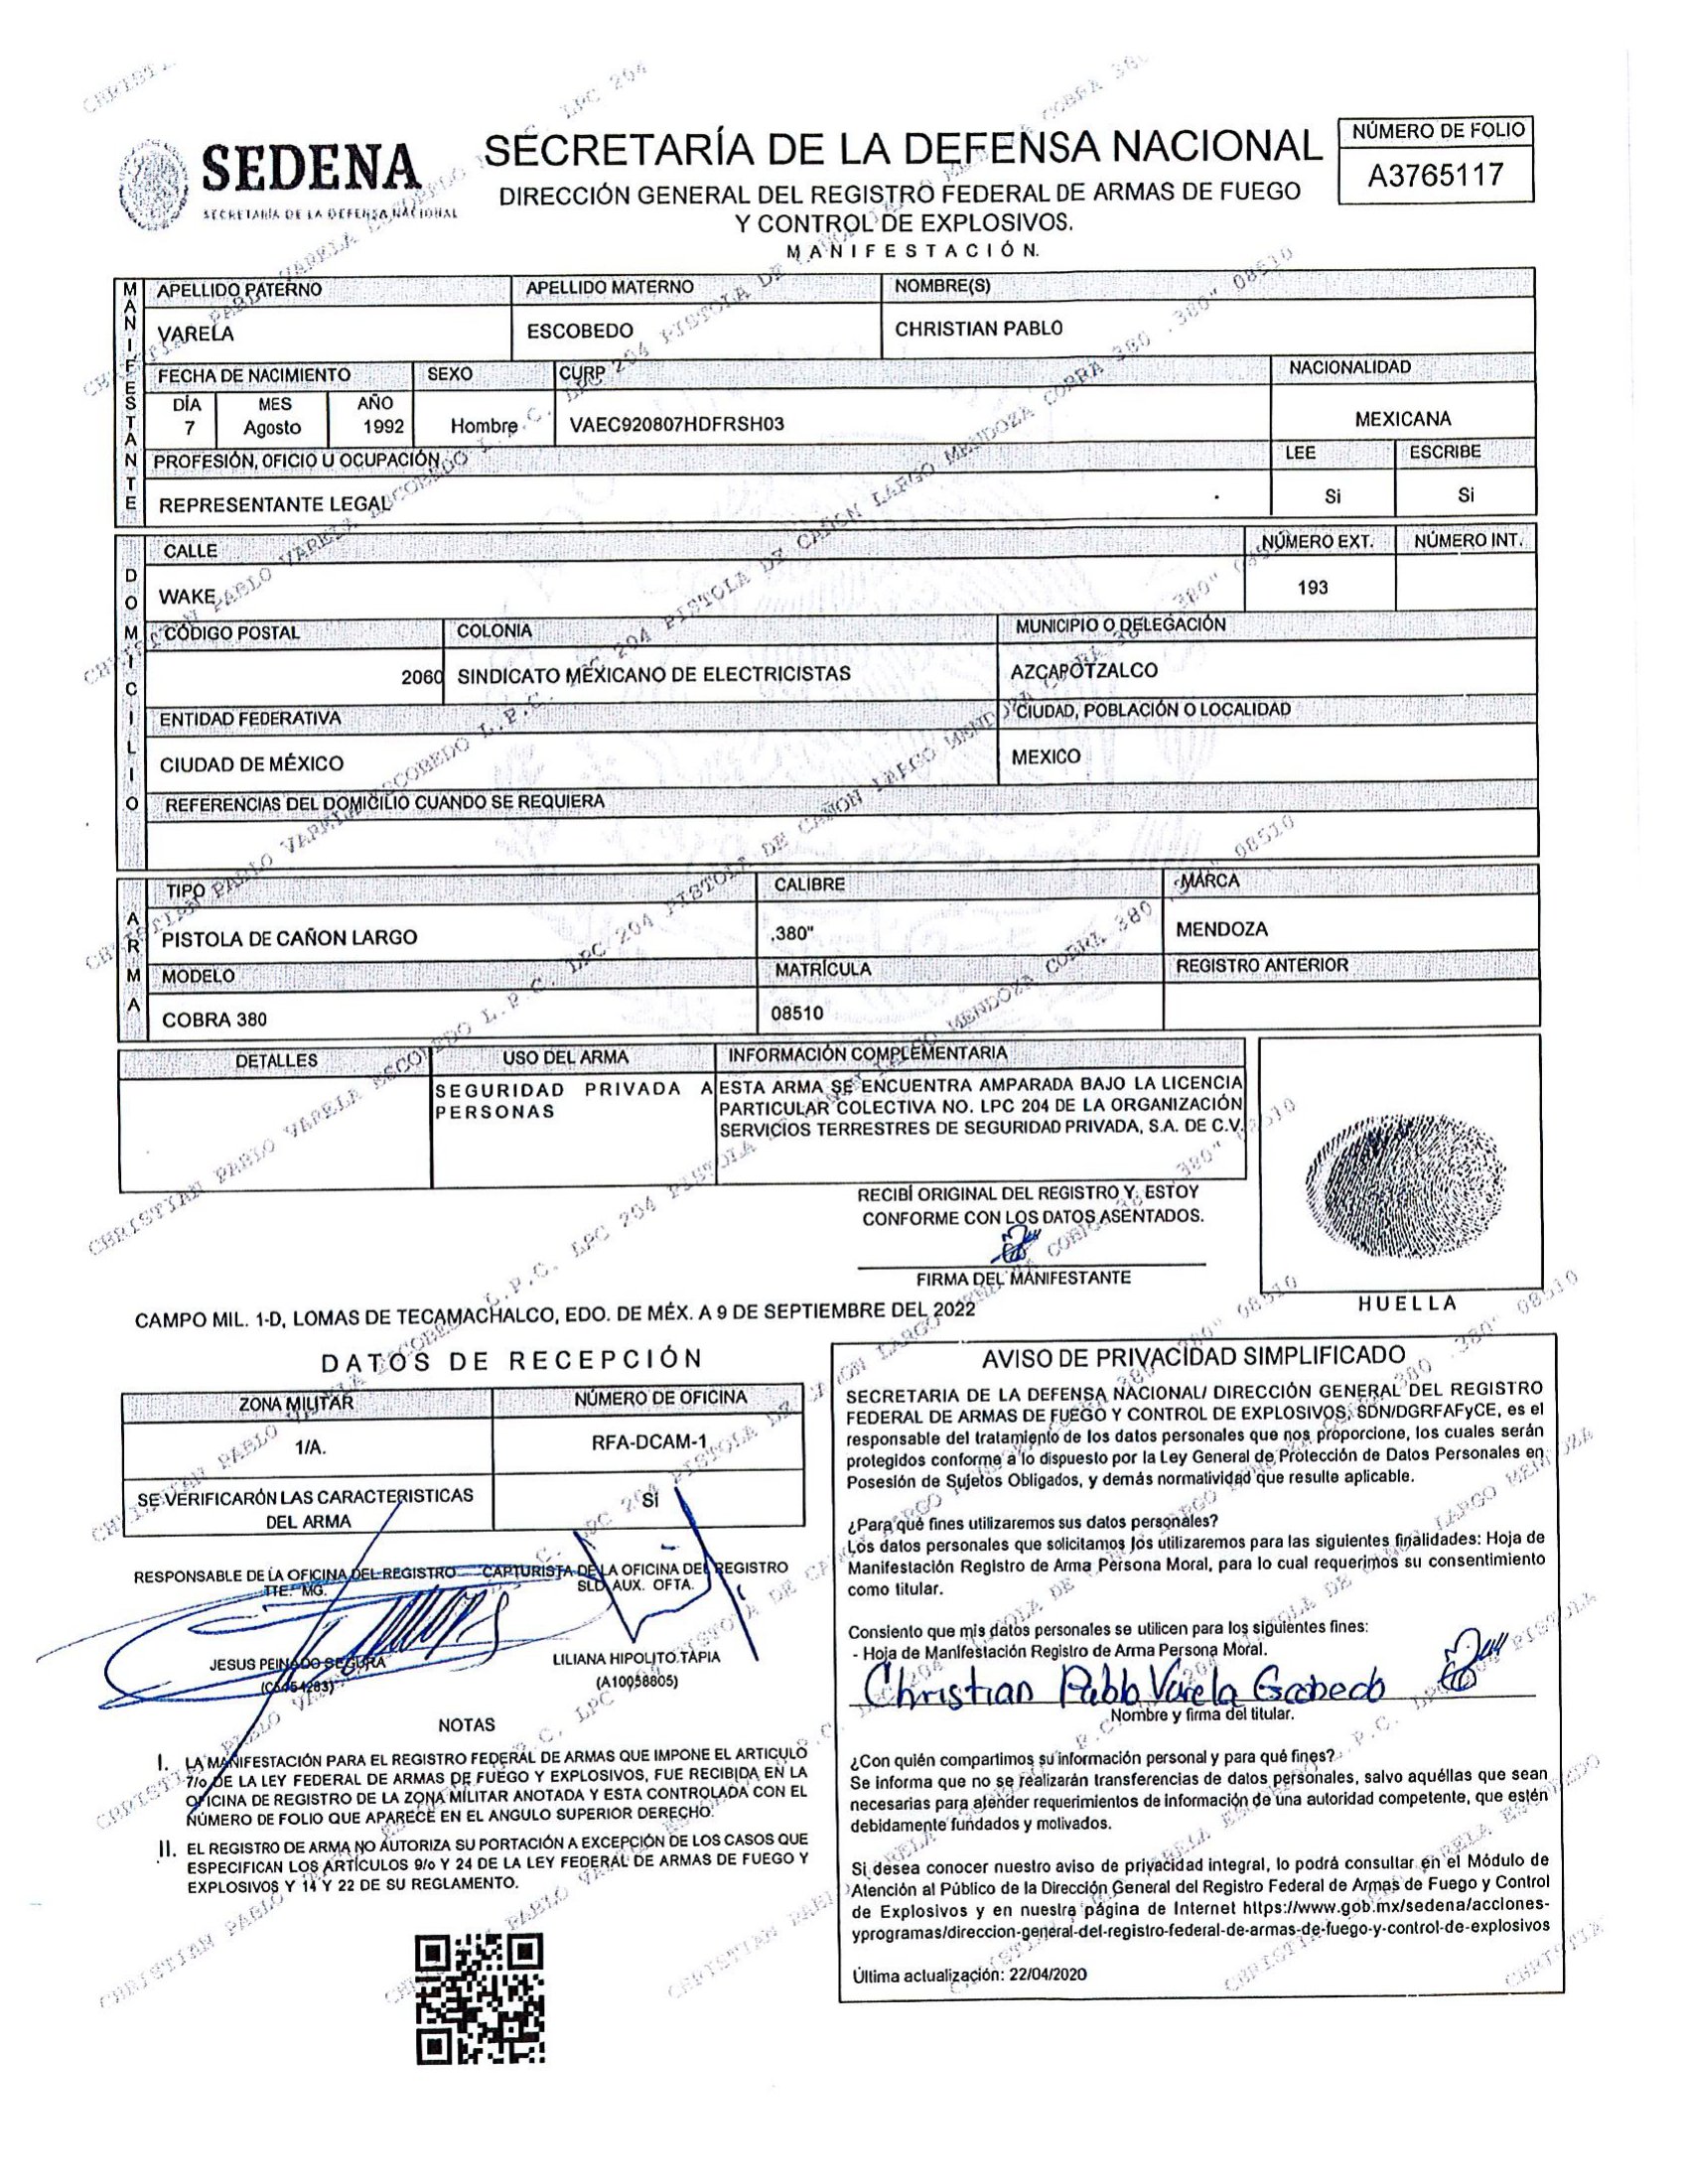 SEDENA
SECRETARÍA DE LA DEFENSA NACIONAL
SECRETARÍA DE LA DEFENSA NACIONAL
DIRECCIÓN GENERAL DEL REGISTRO FEDERAL DE ARMAS DE FUEGO
Y CONTROL DE EXPLOSIVOS.
MANIFESTACIÓN.
NÚMERO DE FOLIO
A3765117
MANIFESTANTE
APELLIDO PATERNO APELLIDO MATERNO NOMBRE(S)
VARELA ESCOBEDO CHRISTIAN PABLO
FECHA DE NACIMIENTO SEXO CURP NACIONALIDAD
DÍA MES AÑO
7 Agosto 1992 Hombre VAEC920807HDFRSH03 MEXICANA
PROFESIÓN, OFICIO U OCUPACIÓN LEE ESCRIBE
REPRESENTANTE LEGAL Si Si
DOMICILIO
CALLE NÚMERO EXT. NÚMERO INT.
WAKE 193
CÓDIGO POSTAL COLONIA MUNICIPIO O DELEGACIÓN
2060 SINDICATO MEXICANO DE ELECTRICISTAS AZCAPOTZALCO
ENTIDAD FEDERATIVA CIUDAD, POBLACIÓN O LOCALIDAD
CIUDAD DE MÉXICO MEXICO
REFERENCIAS DEL DOMICILIO CUANDO SE REQUIERA
ARMA
TIPO CALIBRE MARCA
PISTOLA DE CAÑON LARGO .380" MENDOZA
MODELO MATRÍCULA REGISTRO ANTERIOR
COBRA 380 08510
DETALLES USO DEL ARMA INFORMACIÓN COMPLEMENTARIA
SEGURIDAD PRIVADA A ESTA ARMA SE ENCUENTRA AMPARADA BAJO LA LICENCIA
PERSONAS PARTICULAR COLECTIVA NO. LPC 204 DE LA ORGANIZACIÓN
SERVICIOS TERRESTRES DE SEGURIDAD PRIVADA, S.A. DE C.V.
RECIBÍ ORIGINAL DEL REGISTRO Y ESTOY
CONFORME CON LOS DATOS ASENTADOS.
FIRMA DEL MANIFESTANTE
HUELLA
CAMPO MIL. 1-D, LOMAS DE TECAMACHALCO, EDO. DE MÉX. A 9 DE SEPTIEMBRE DEL 2022
DATOS DE RECEPCIÓN
ZONA MILITAR NÚMERO DE OFICINA
1/A. RFA-DCAM-1
SE VERIFICARÓN LAS CARACTERISTICAS
DEL ARMA
Si
RESPONSABLE DE LA OFICINA DEL REGISTRO CAPTURISTA DE LA OFICINA DEL REGISTRO
TTE. MG. SLD AUX. OFTA.
JESUS PEINADO SEGURA LILIANA HIPOLITO TAPIA
(A10058805)
NOTAS
I. LA MANIFESTACIÓN PARA EL REGISTRO FEDERAL DE ARMAS QUE IMPONE EL ARTICULO
7/o DE LA LEY FEDERAL DE ARMAS DE FUEGO Y EXPLOSIVOS, FUE RECIBIDA EN LA
OFICINA DE REGISTRO DE LA ZONA MILITAR ANOTADA Y ESTA CONTROLADA CON EL
NÚMERO DE FOLIO QUE APARECE EN EL ANGULO SUPERIOR DERECHO.
II. EL REGISTRO DE ARMA NO AUTORIZA SU PORTACIÓN A EXCEPCIÓN DE LOS CASOS QUE
ESPECIFICAN LOS ARTÍCULOS 9/o Y 24 DE LA LEY FEDERAL DE ARMAS DE FUEGO Y
EXPLOSIVOS Y 14 Y 22 DE SU REGLAMENTO.
AVISO DE PRIVACIDAD SIMPLIFICADO
SECRETARIA DE LA DEFENSA NACIONAL/ DIRECCIÓN GENERAL DEL REGISTRO
FEDERAL DE ARMAS DE FUEGO Y CONTROL DE EXPLOSIVOS, SDN/DGRFAFyCE, es el
responsable del tratamiento de los datos personales que nos proporcione, los cuales serán
protegidos conforme a lo dispuesto por la Ley General de Protección de Datos Personales en
Posesión de Sujetos Obligados, y demás normatividad que resulte aplicable.
¿Para qué fines utilizaremos sus datos personales?
Los datos personales que solicitamos los utilizaremos para las siguientes finalidades: Hoja de
Manifestación Registro de Arma Persona Moral, para lo cual requerimos su consentimiento
como titular.
Consiento que mis datos personales se utilicen para los siguientes fines:
- Hoja de Manifestación Registro de Arma Persona Moral.
Christian Pablo Varela Escobedo
Nombre y firma del titular.
¿Con quién compartimos su información personal y para qué fines?
Se informa que no se realizarán transferencias de datos personales, salvo aquéllas que sean
necesarias para atender requerimientos de información de una autoridad competente, que estén
debidamente fundados y motivados.
Si desea conocer nuestro aviso de privacidad integral, lo podrá consultar en el Módulo de
Atención al Público de la Dirección General del Registro Federal de Armas de Fuego y Control
de Explosivos y en nuestra página de Internet https://www.gob.mx/sedena/acciones-
yprogramas/direccion-general-del-registro-federal-de-armas-de-fuego-y-control-de-explosivos
Última actualización: 22/04/2020